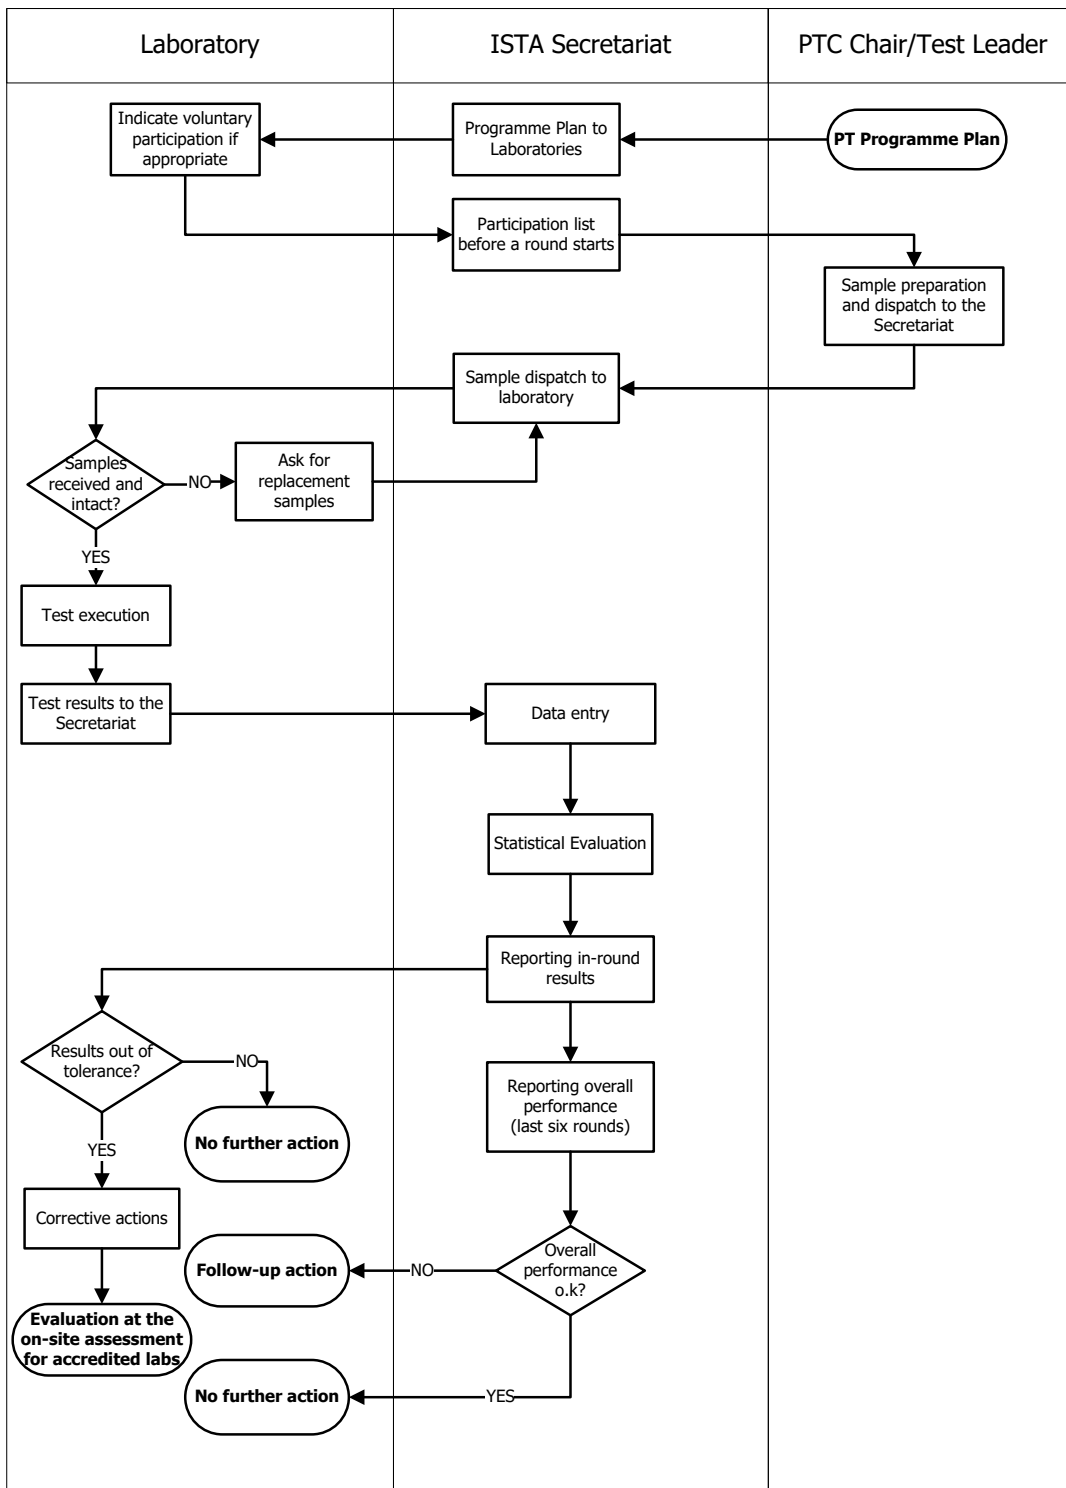 Laboratory
ISTA Secretariat
PTC Chair/Test Leader
Indicate voluntary
participation if
appropriate
Programme Plan to
Laboratories
PT Programme Plan
Participation list
before a round starts
Sample preparation
and dispatch to the
Secretariat
Sample dispatch to
laboratory
Samples
received and
intact?
NO
Ask for
replacement
samples
YES
Test execution
Test results to the
Secretariat
Data entry
Statistical Evaluation
Reporting in-round
results
Results out of
tolerance?
NO
Reporting overall
performance
(last six rounds)
No further action
YES
Corrective actions
Overall
performance
o.k?
NO
Follow-up action
Evaluation at the
on-site assessment
for accredited labs
YES
No further action